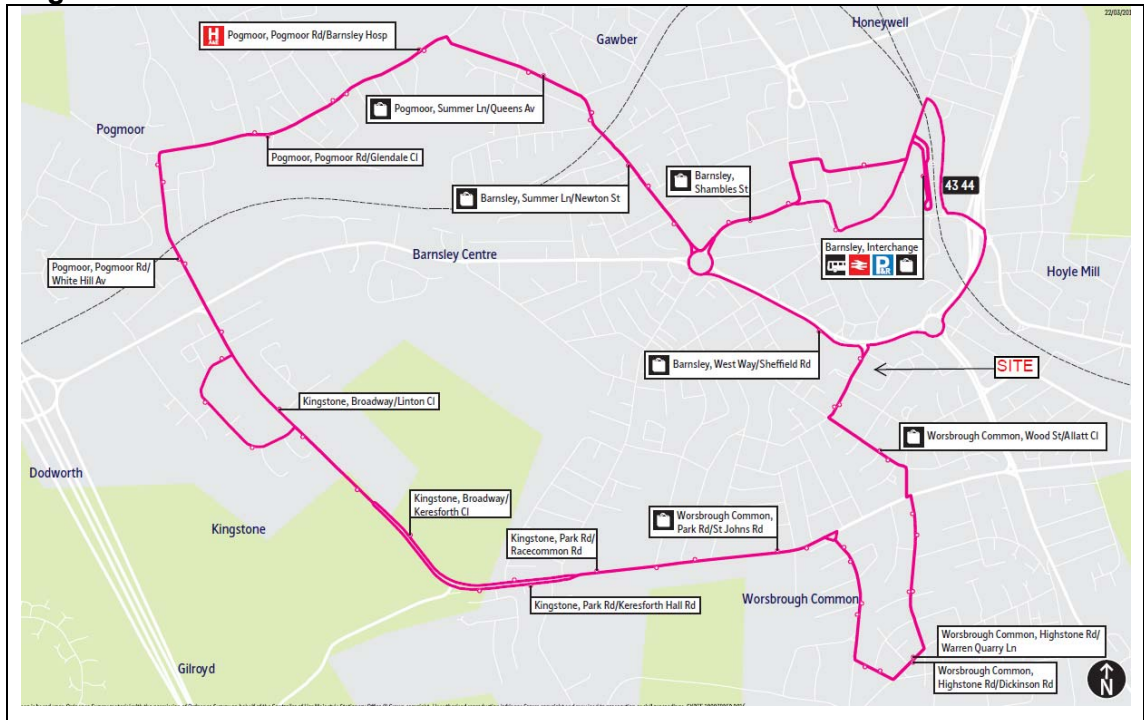 22/03/201
Honeywell
Gawber
H
Pogmoor, Pogmoor Rd/Barnsley Hosp
Pogmoor, Summer Ln/Queens Av
Pogmoor
Pogmoor, Pogmoor Rd/Glendale Cl
Barnsley,
Shambles St
43 44
Barnsley, Summer Ln/Newton St
Barnsley, Interchange
P&R
Barnsley Centre
Hoyle Mill
Pogmoor, Pogmoor Rd/
White Hill Av
Barnsley, West Way/Sheffield Rd
SITE
Kingstone, Broadway/Linton Cl
Worsbrough Common, Wood St/Allatt Cl
Dodworth
Kingstone, Broadway/
Keresforth Cl
Worsbrough Common,
Park Rd/St Johns Rd
Kingstone
Kingstone, Park Rd/
Racecommon Rd
Kingstone, Park Rd/Keresforth Hall Rd
Worsbrough Common
Worsbrough Common, Highstone Rd/
Warren Quarry Ln
Worsbrough Common,
Highstone Rd/Dickinson Rd
Gilroyd
N